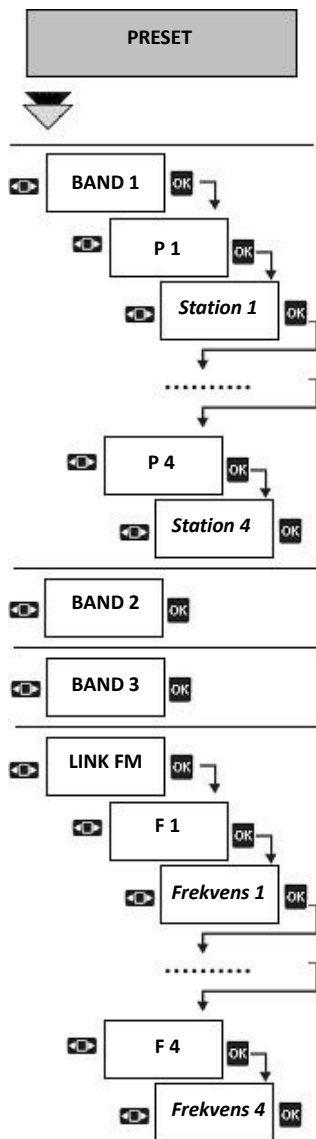 PRESET
BAND 1 OK
P 1 OK
Station 1 OK
..........
P 4 OK
Station 4 OK
BAND 2 OK
BAND 3 OK
LINK FM OK
F 1 OK
Frekvens 1 OK
..........
F 4 OK
Frekvens 4 OK